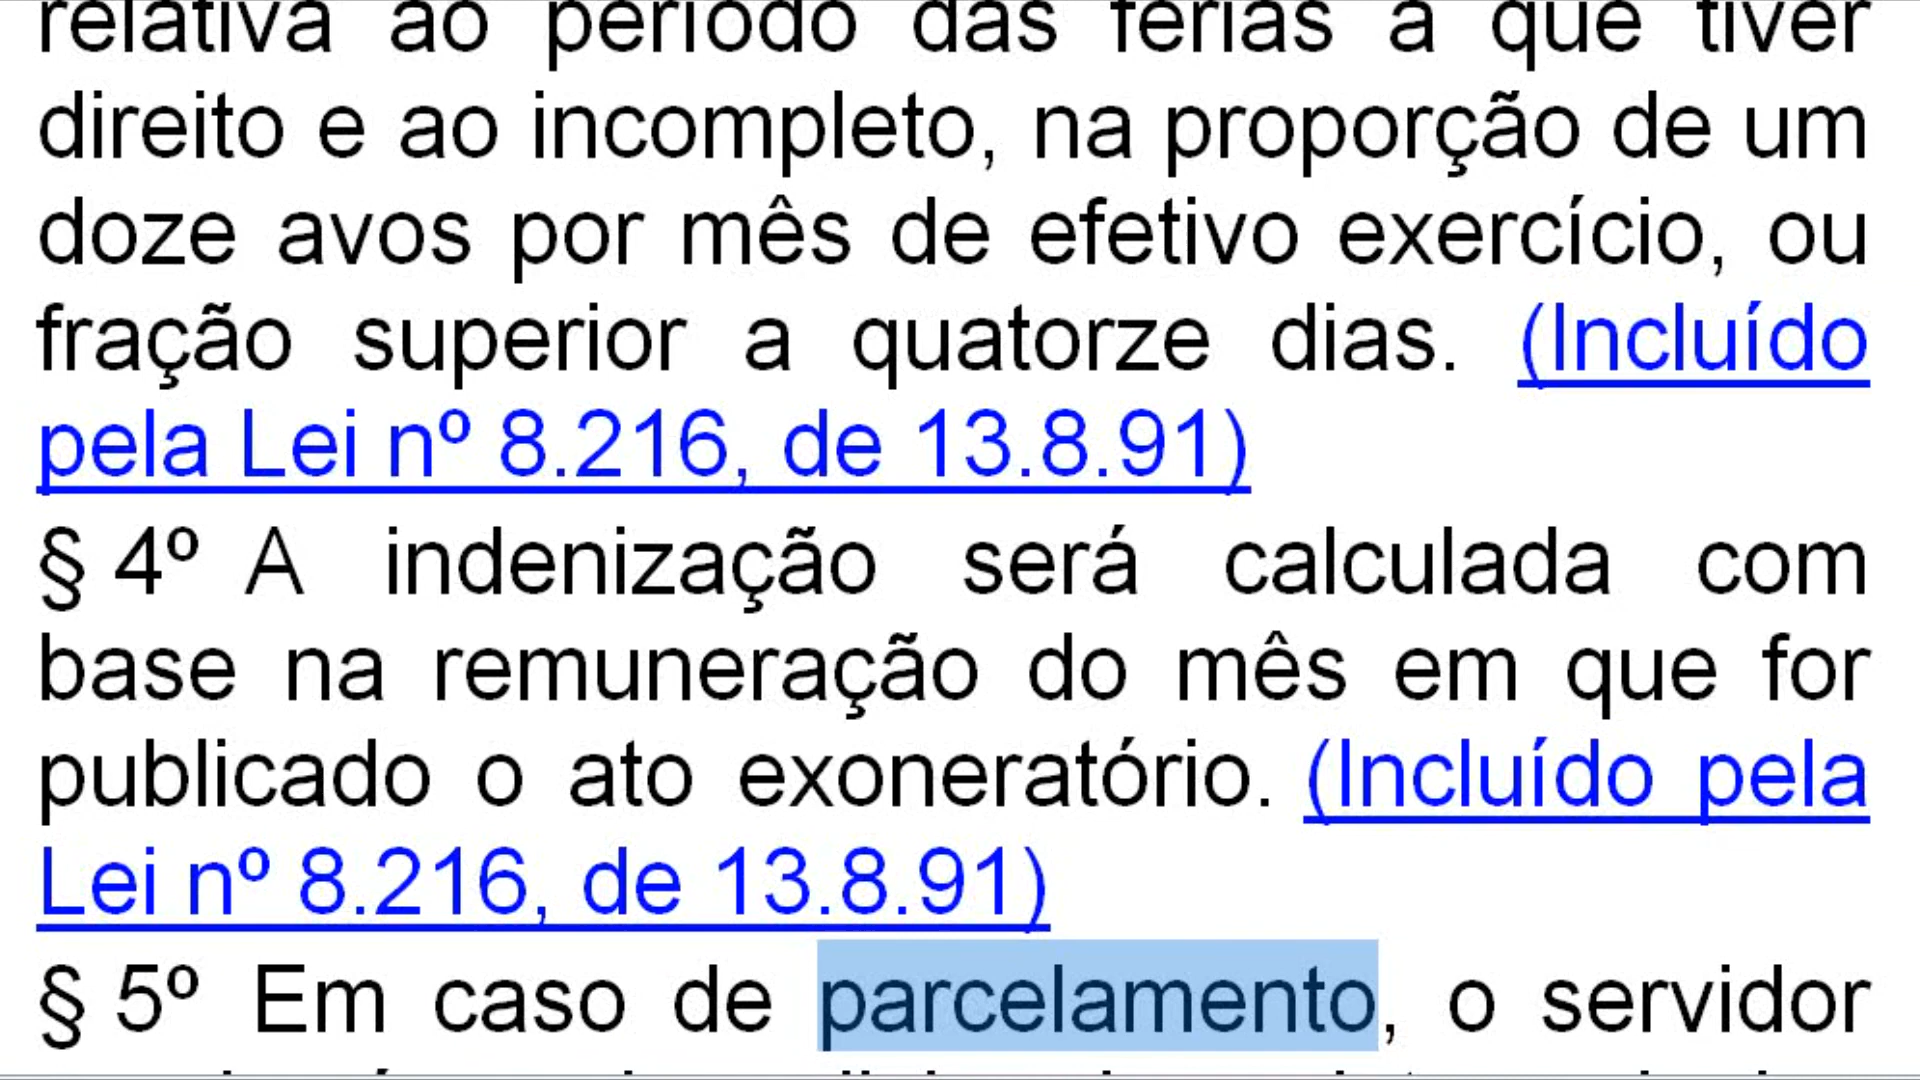 relativa ao período das férias a que tiver
direito e ao incompleto, na proporção de um
doze avos por mês de efetivo exercício, ou
fração superior a quatorze dias. (Incluído
pela Lei nº 8.216, de 13.8.91)
§ 4º A indenização será calculada com
base na remuneração do mês em que for
publicado o ato exoneratório. (Incluído pela
Lei nº 8.216, de 13.8.91)
§ 5º Em caso de parcelamento, o servidor